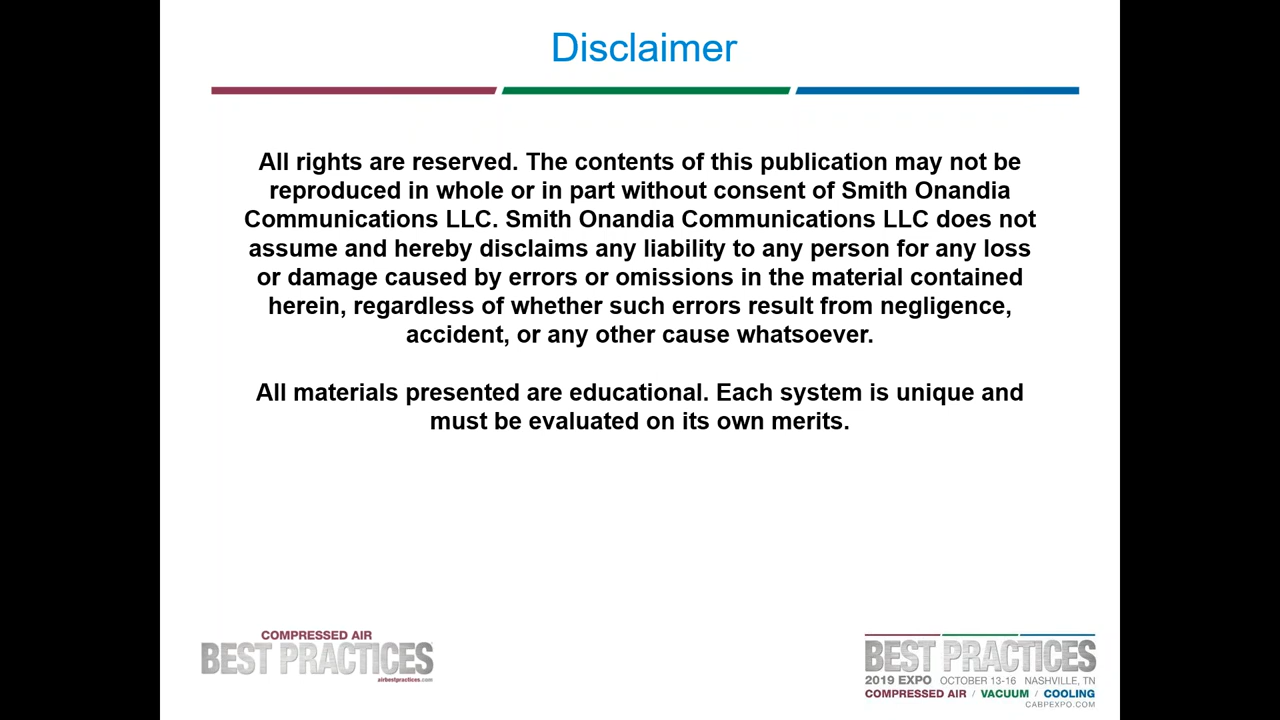 Disclaimer
All rights are reserved. The contents of this publication may not be
reproduced in whole or in part without consent of Smith Onandia
Communications LLC. Smith Onandia Communications LLC does not
assume and hereby disclaims any liability to any person for any loss
or damage caused by errors or omissions in the material contained
herein, regardless of whether such errors result from negligence,
accident, or any other cause whatsoever.
All materials presented are educational. Each system is unique and
must be evaluated on its own merits.
COMPRESSED AIR
BEST PRACTICES
airbestpractices.com
BEST PRACTICES
2019 EXPO OCTOBER 13-16 NASHVILLE, TN
COMPRESSED AIR / VACUUM / COOLING
CABPEXPO.COM